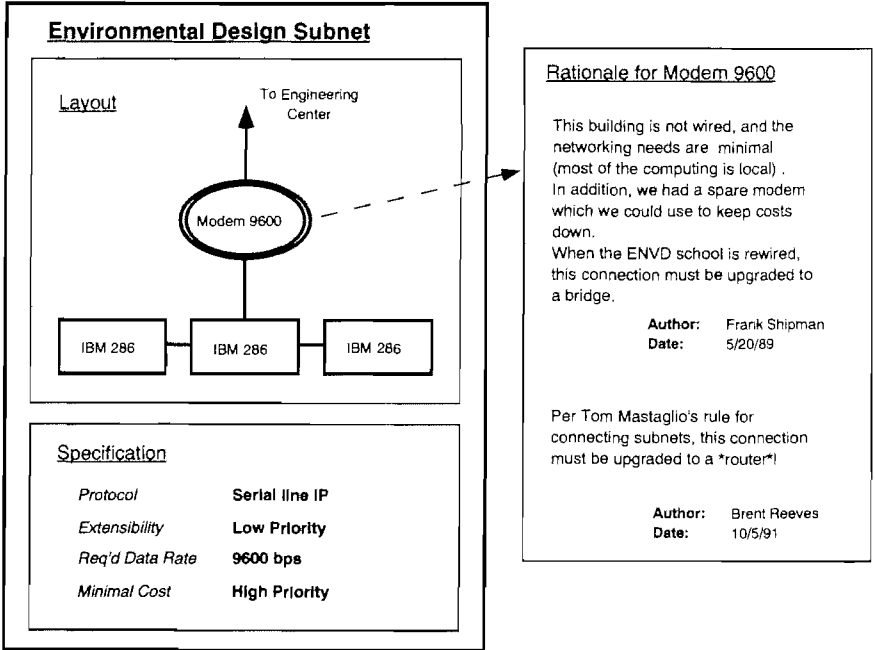 Environmental Design Subnet
Layout
To Engineering
Center
Modem 9600
IBM 286
IBM 286
IBM 286
Specification
Protocol Serial line IP
Extensibility Low Priority
Req'd Data Rate 9600 bps
Minimal Cost High Priority
Rationale for Modem 9600
This building is not wired, and the
networking needs are minimal
(most of the computing is local) .
In addition, we had a spare modem
which we could use to keep costs
down.
When the ENVD school is rewired,
this connection must be upgraded to
a bridge.
Author: Frank Shipman
Date: 5/20/89
Per Tom Mastaglio's rule for
connecting subnets, this connection
must be upgraded to a *router*!
Author: Brent Reeves
Date: 10/5/91